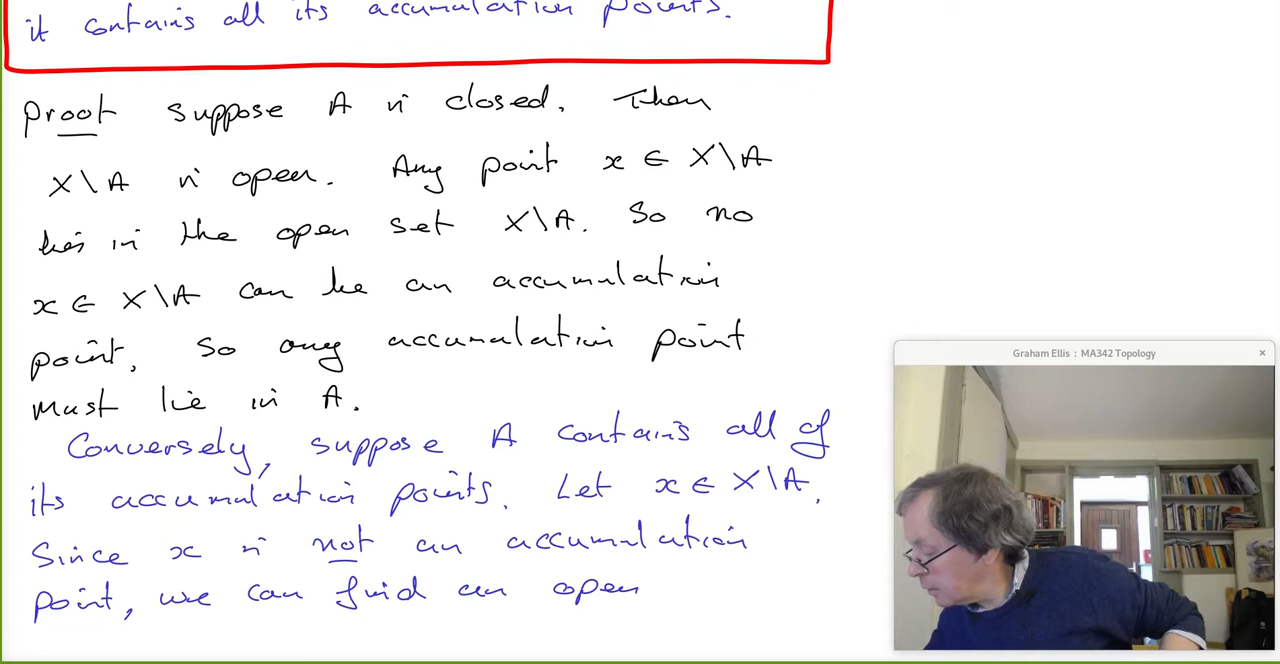 it contains all its accumulation points.
Proof suppose A is closed. Then
X\A is open. Any point x ∈ X\A
lies in the open set X\A. So no
x ∈ X\A can be an accumulation
point. So any accumulation point
must lie in A.
Conversely, suppose A contains all of
its accumulation points. Let x ∈ X\A.
Since x is not an accumulation
point, we can find an open
Graham Ellis : MA342 Topology